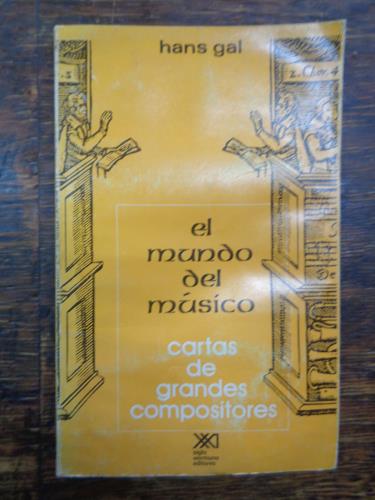 hans gal
el
mundo
del
músico
cartas
de
grandes
compositores
siglo
veintiuno
editores